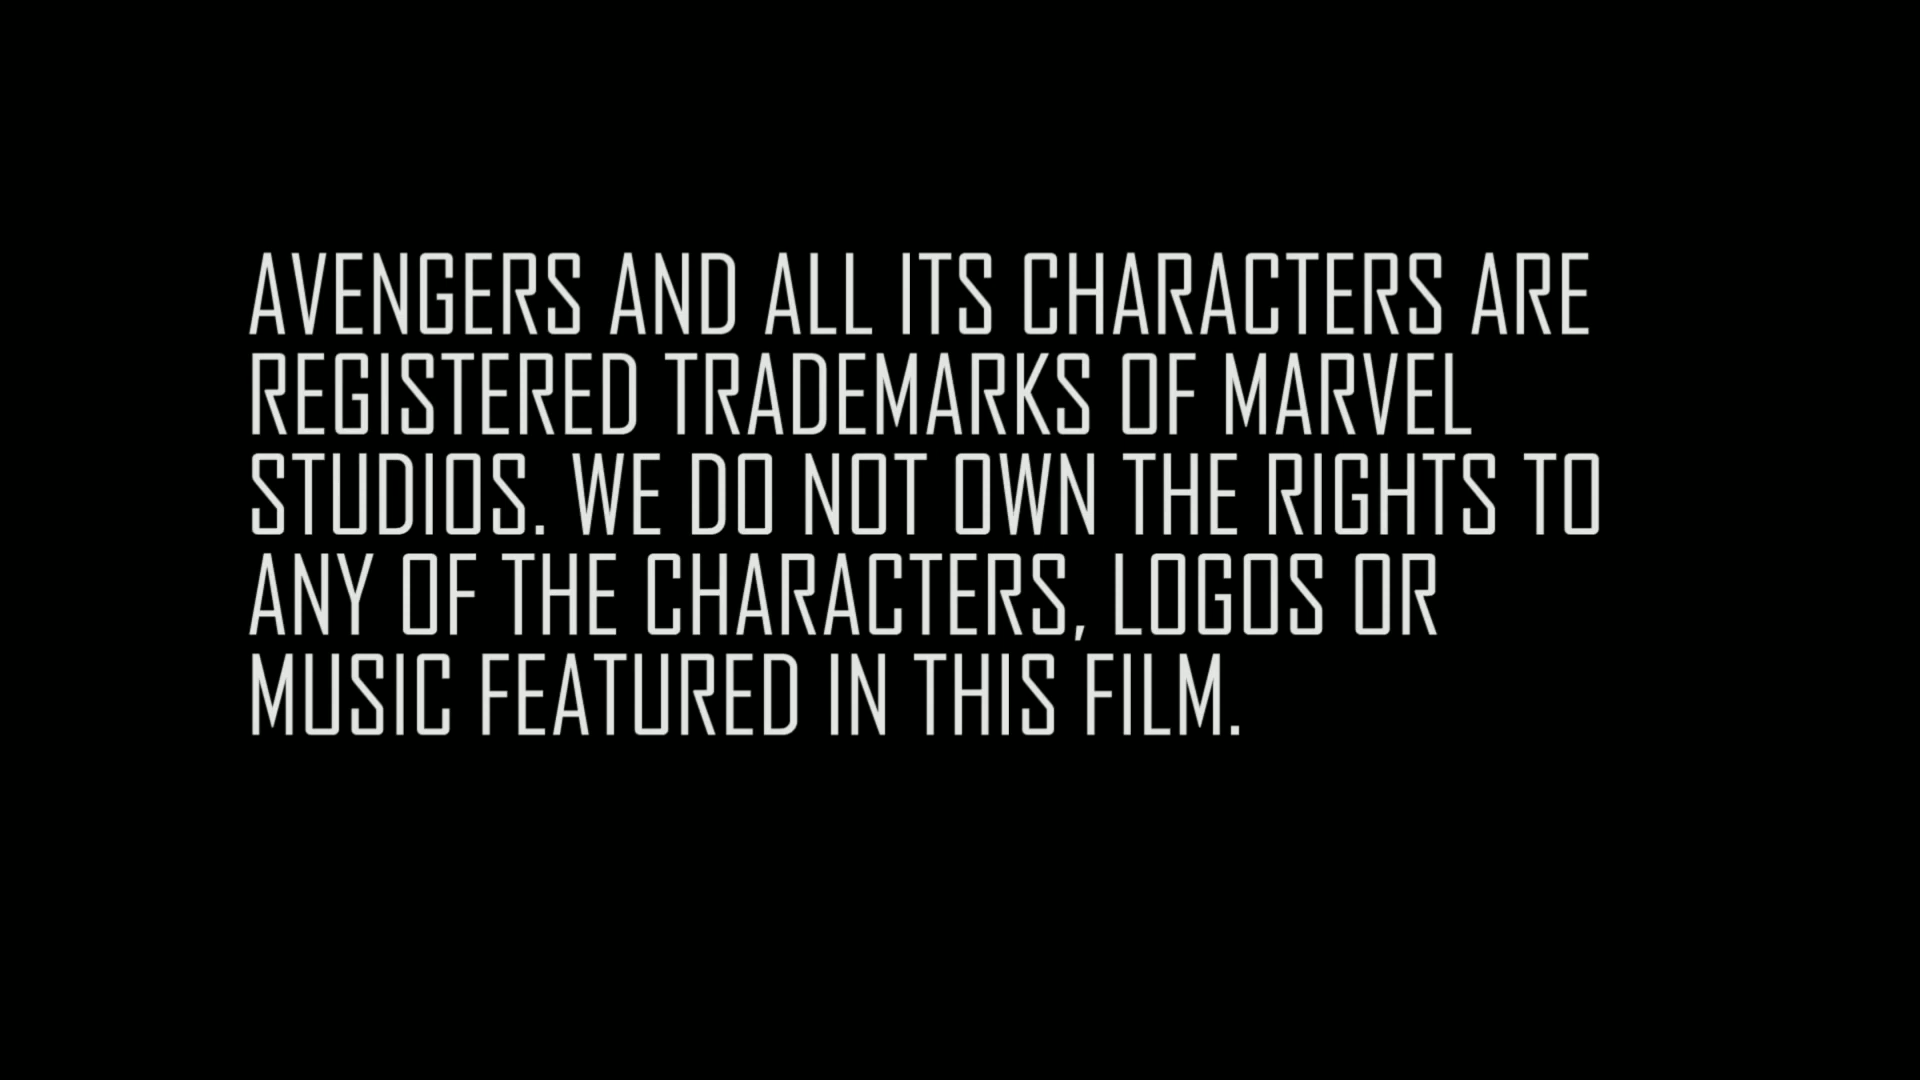 AVENGERS AND ALL ITS CHARACTERS ARE
REGISTERED TRADEMARKS OF MARVEL
STUDIOS. WE DO NOT OWN THE RIGHTS TO
ANY OF THE CHARACTERS, LOGOS OR
MUSIC FEATURED IN THIS FILM.